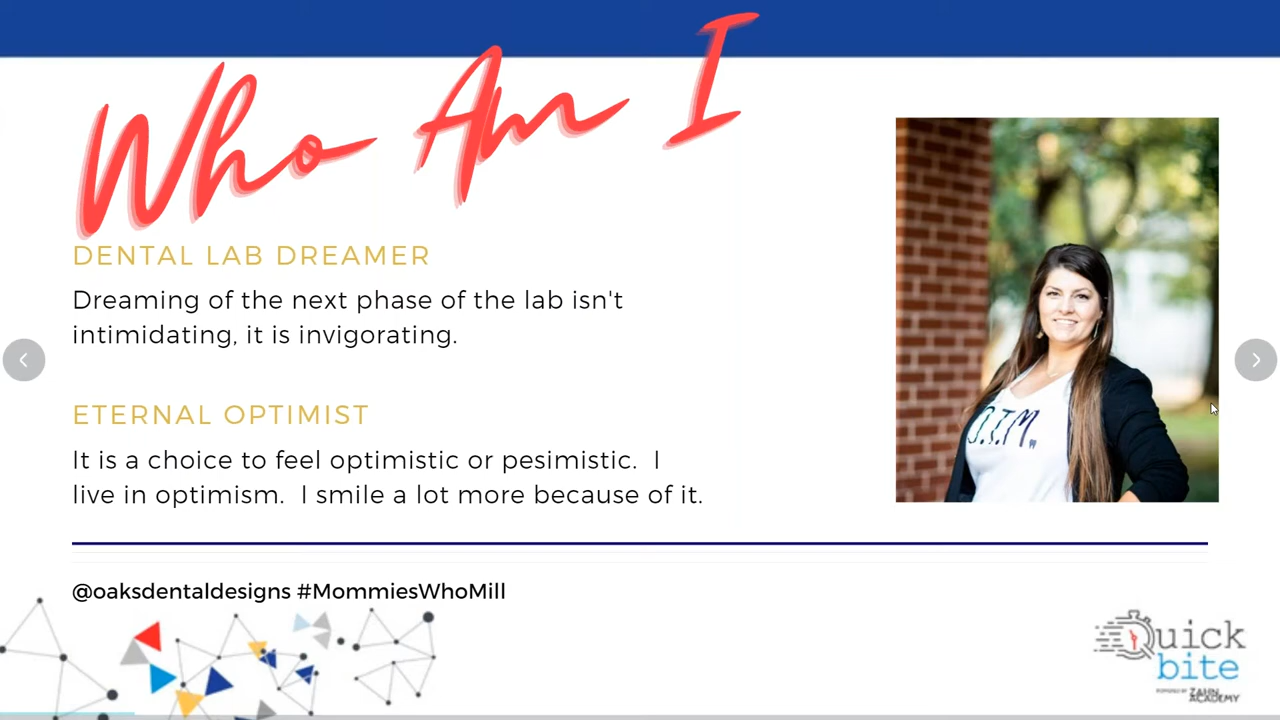 Who Am I
DENTAL LAB DREAMER
Dreaming of the next phase of the lab isn't
intimidating, it is invigorating.
ETERNAL OPTIMIST
It is a choice to feel optimistic or pesimistic. I
live in optimism. I smile a lot more because of it.
O.T.M.
@oaksdentaldesigns #MommiesWhoMill
Quick
bite
POWERED BY ZAHN
ACADEMY